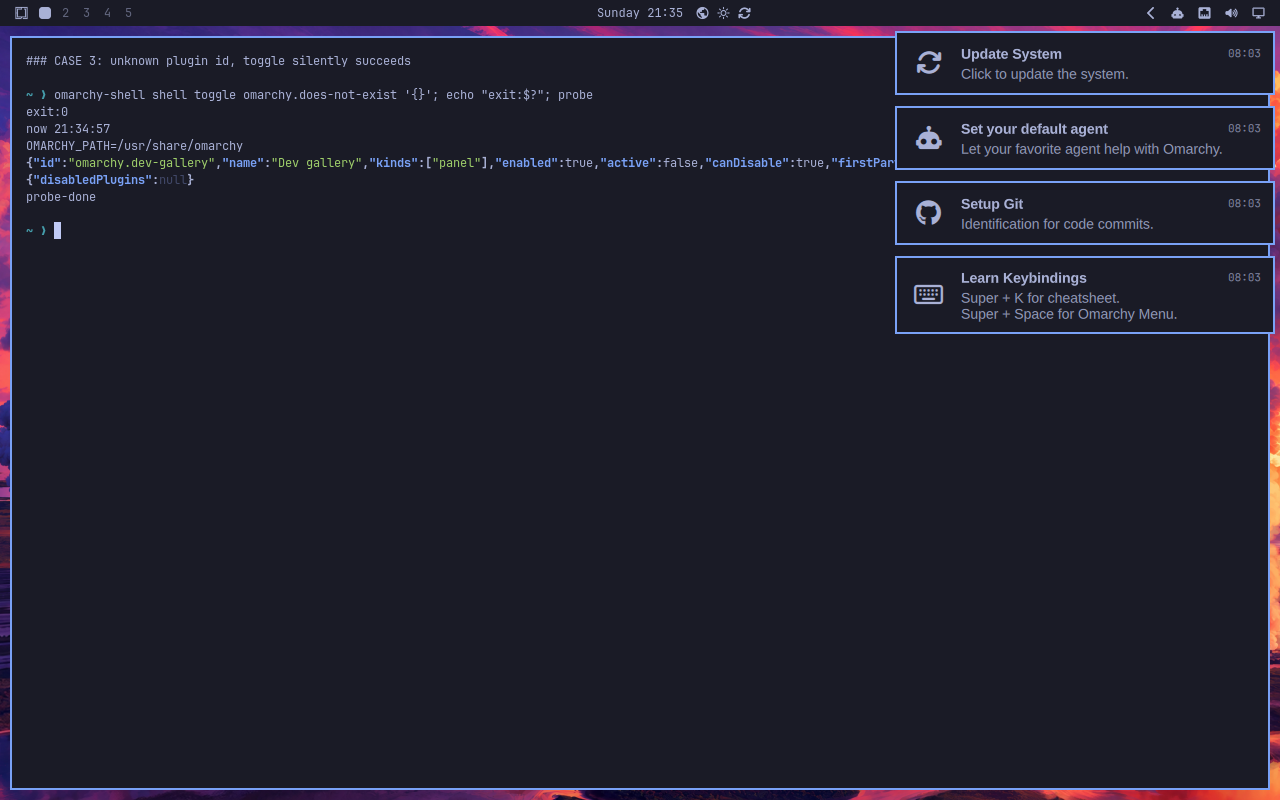 2 3 4 5
Sunday 21:35
### CASE 3: unknown plugin id, toggle silently succeeds
~ ❯ omarchy-shell shell toggle omarchy.does-not-exist '{}'; echo "exit:$?"; probe
exit:0
now 21:34:57
OMARCHY_PATH=/usr/share/omarchy
{"id":"omarchy.dev-gallery","name":"Dev gallery","kinds":["panel"],"enabled":true,"active":false,"canDisable":true,"firstPar
{"disabledPlugins":null}
probe-done
~ ❯
Update System 08:03
Click to update the system.
Set your default agent 08:03
Let your favorite agent help with Omarchy.
Setup Git 08:03
Identification for code commits.
Learn Keybindings 08:03
Super + K for cheatsheet.
Super + Space for Omarchy Menu.